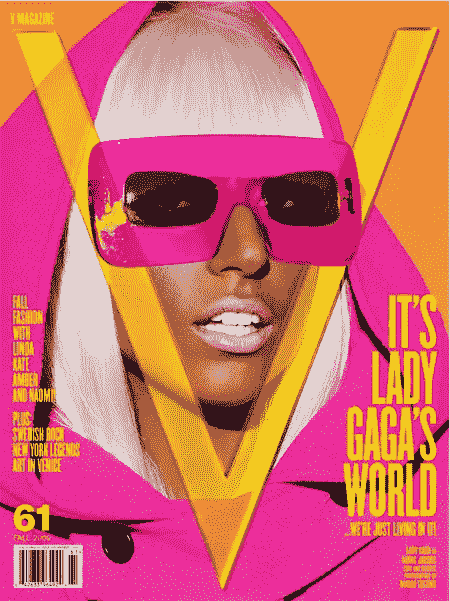 V MAGAZINE
V
FALL
FASHION
WITH
LINDA
KATE
AMBER
AND NAOMI!
PLUS:
SWEDISH ROCK
NEW YORK LEGENDS
ART IN VENICE
IT'S
LADY
GAGA'S
WORLD
...WE'RE JUST LIVING IN IT!
61
FALL 2009